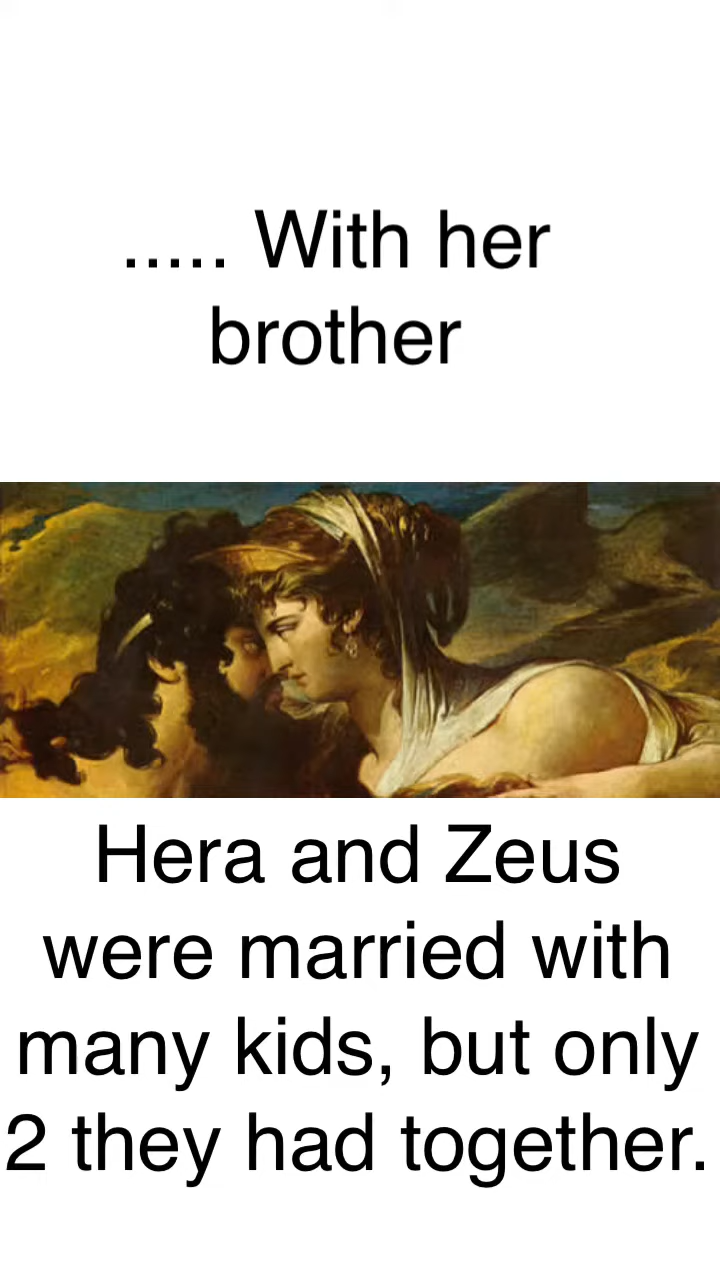 ..... With her
brother
Hera and Zeus
were married with
many kids, but only
2 they had together.